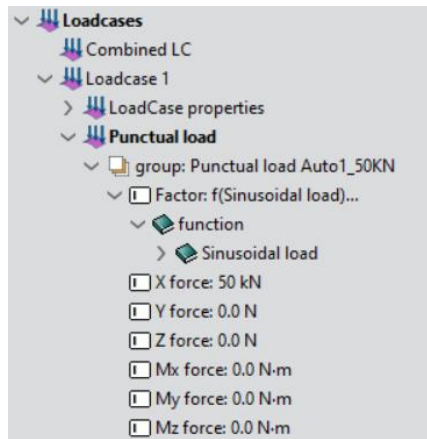 Loadcases
Combined LC
Loadcase 1
LoadCase properties
Punctual load
group: Punctual load Auto1_50KN
Factor: f(Sinusoidal load)...
function
Sinusoidal load
X force: 50 kN
Y force: 0.0 N
Z force: 0.0 N
Mx force: 0.0 N·m
My force: 0.0 N·m
Mz force: 0.0 N·m